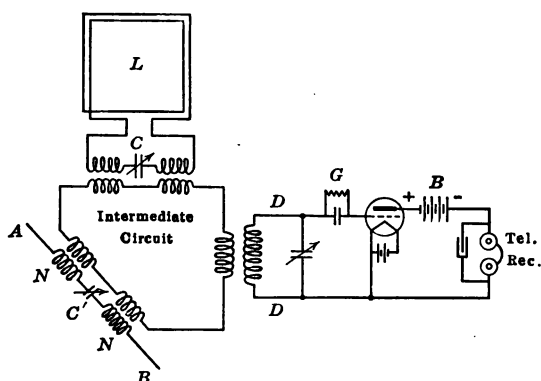 L
C
G
+ B -
D
Intermediate
Circuit
A
Tel.
Rec.
N
C'
D
N
B